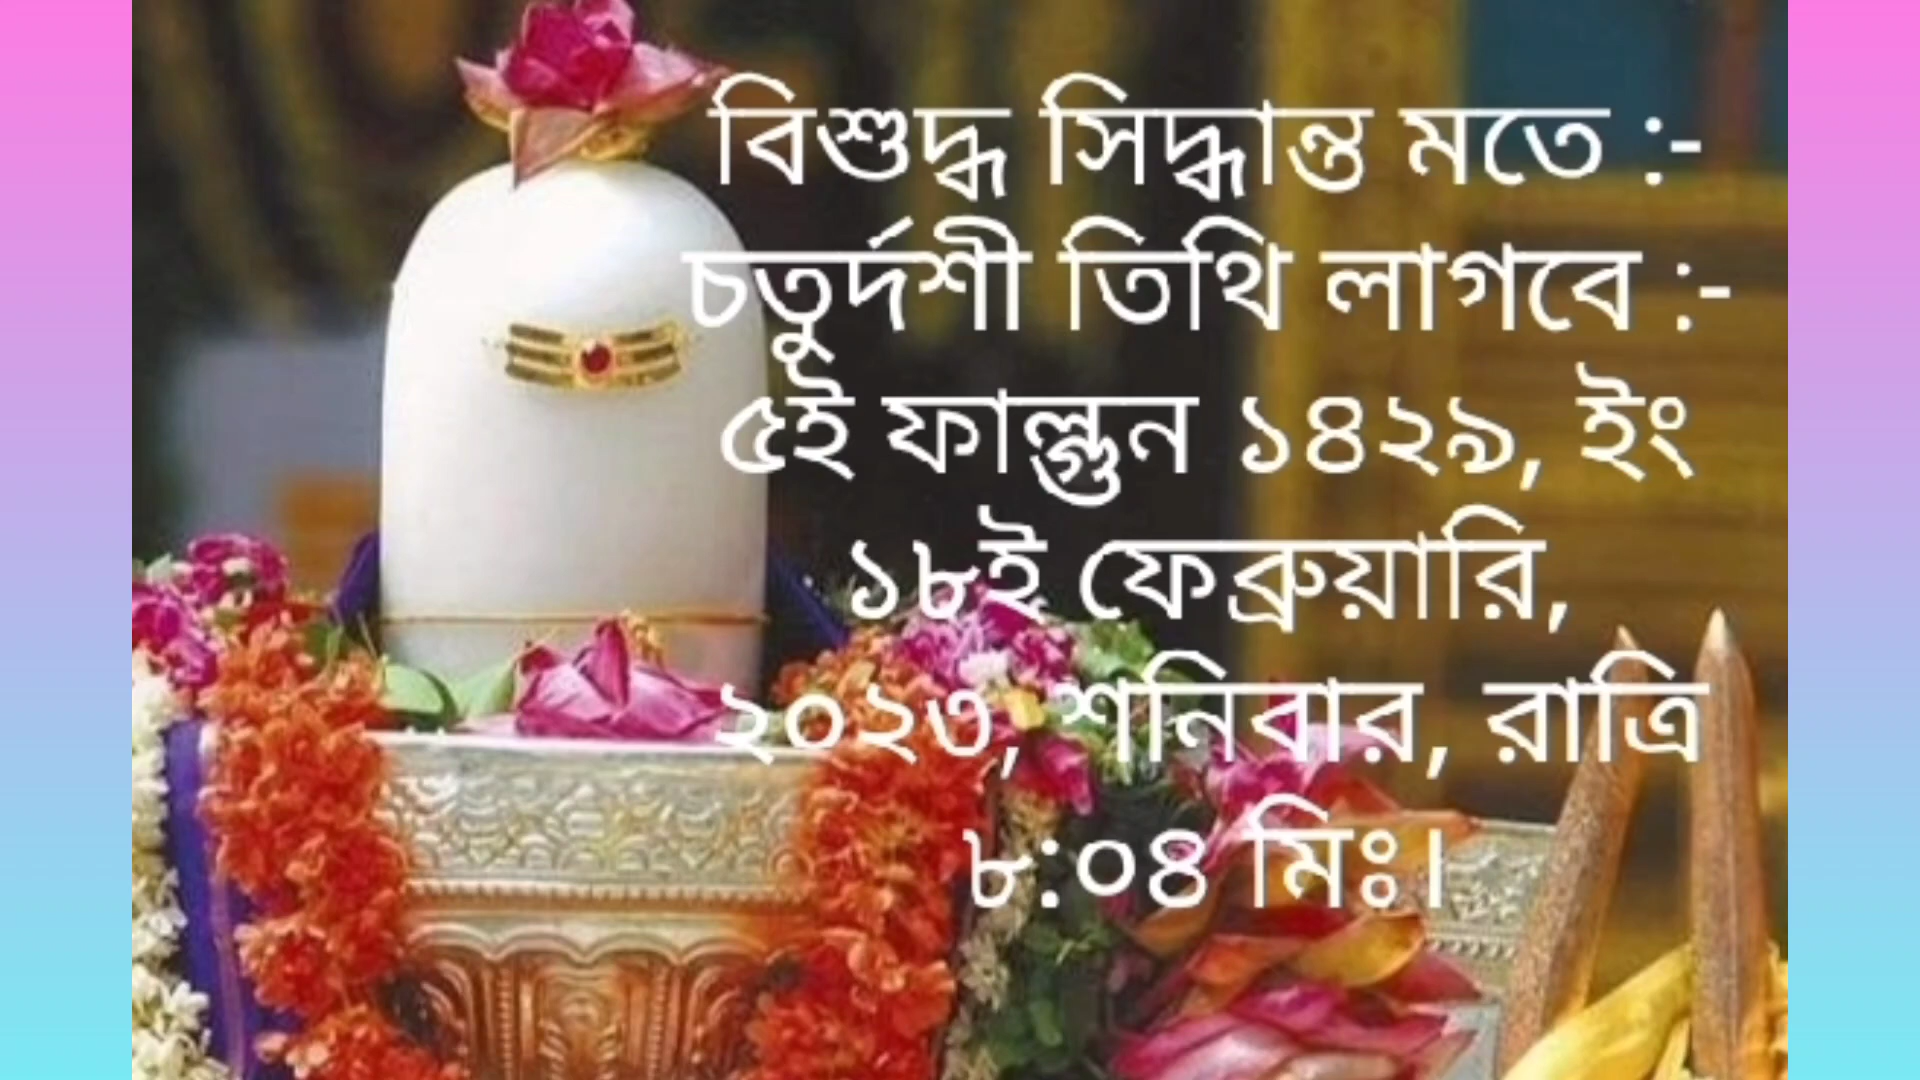 বিশুদ্ধ সিদ্ধান্ত মতে :-
চতুর্দশী তিথি লাগবে :-
৫ই ফাল্গুন ১৪২৯, ইং
১৮ই ফেব্রুয়ারি,
২০২৩, শনিবার, রাত্রি
৮:০৪ মিঃ।